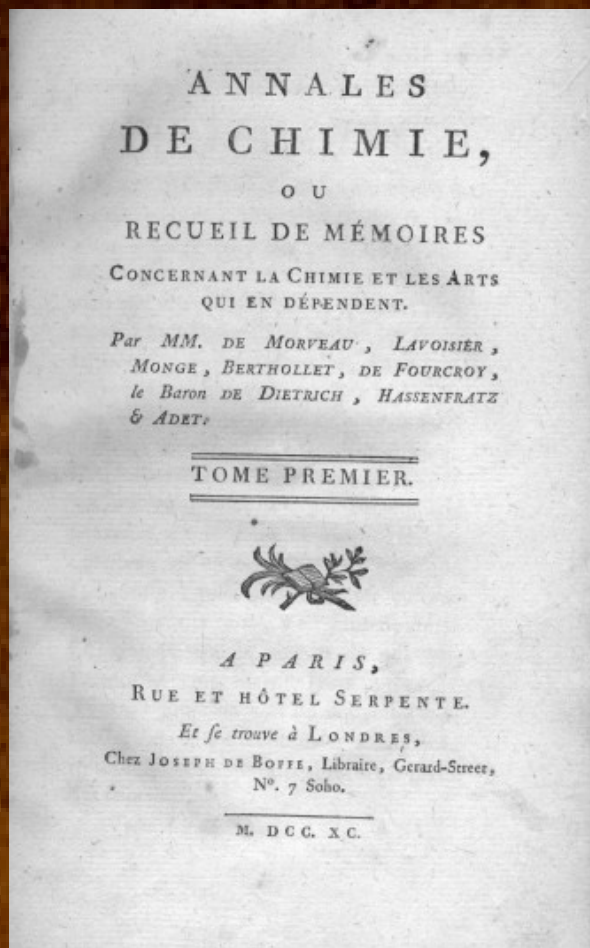 ANNALES
DE CHIMIE,
OU
RECUEIL DE MÉMOIRES
CONCERNANT LA CHIMIE ET LES ARTS
QUI EN DÉPENDENT.
Par MM. DE MORVEAU, LAVOISIER,
MONGE, BERTHOLLET, DE FOURCROY,
le Baron DE DIETRICH, HASSENFRATZ
& ADET.
TOME PREMIER.
A PARIS,
RUE ET HÔTEL SERPENTE.
Et se trouve à LONDRES,
Chez JOSEPH DE BOFFE, Libraire, Gerard-Street,
Nº. 7 Soho.
M. DCC. XC.